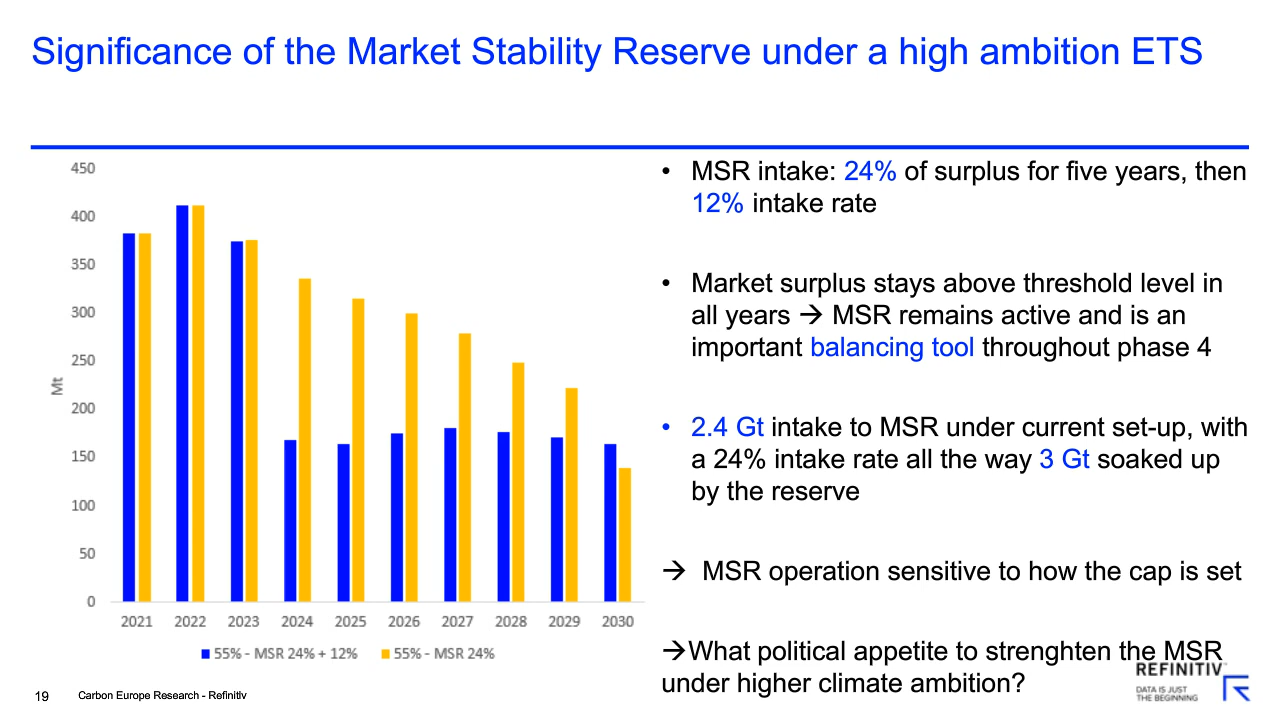 Significance of the Market Stability Reserve under a high ambition ETS
450
400
350
300
250
200
150
100
50
0
Mt
2021 2022 2023 2024 2025 2026 2027 2028 2029 2030
55% - MSR 24% + 12% 55% - MSR 24%
• MSR intake: 24% of surplus for five years, then
12% intake rate
• Market surplus stays above threshold level in
all years → MSR remains active and is an
important balancing tool throughout phase 4
• 2.4 Gt intake to MSR under current set-up, with
a 24% intake rate all the way 3 Gt soaked up
by the reserve
→ MSR operation sensitive to how the cap is set
→What political appetite to strenghten the MSR
under higher climate ambition?
REFINITIV
DATA IS JUST
THE BEGINNING
19 Carbon Europe Research - Refinitiv